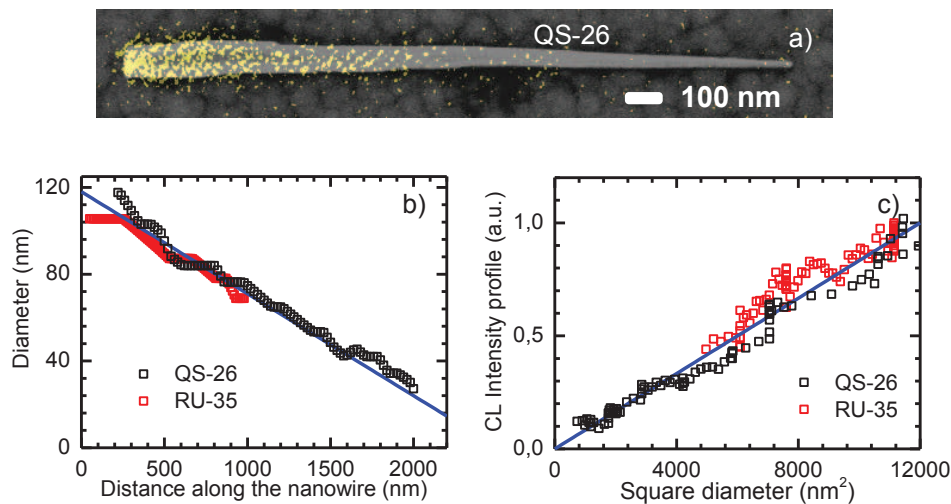 QS-26
a)
100 nm
b)
120
80
40
0
Diameter (nm)
QS-26
RU-35
0 500 1000 1500 2000
Distance along the nanowire (nm)
c)
1,0
0,5
0,0
CL Intensity profile (a.u.)
QS-26
RU-35
0 4000 8000 12000
Square diameter (nm²)